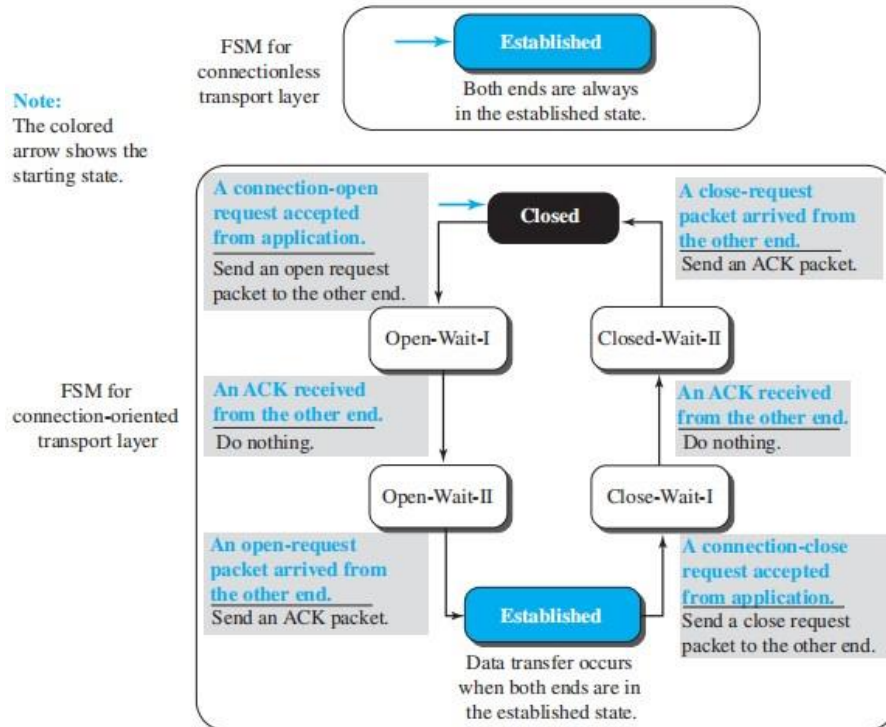 FSM for
connectionless
transport layer
Established
Both ends are always
in the established state.
Note:
The colored
arrow shows the
starting state.
FSM for
connection-oriented
transport layer
A connection-open
request accepted
from application.
Send an open request
packet to the other end.
Closed
A close-request
packet arrived from
the other end.
Send an ACK packet.
Open-Wait-I
Closed-Wait-II
An ACK received
from the other end.
Do nothing.
An ACK received
from the other end.
Do nothing.
Open-Wait-II
Close-Wait-I
An open-request
packet arrived from
the other end.
Send an ACK packet.
Established
Data transfer occurs
when both ends are in
the established state.
A connection-close
request accepted
from application.
Send a close request
packet to the other end.